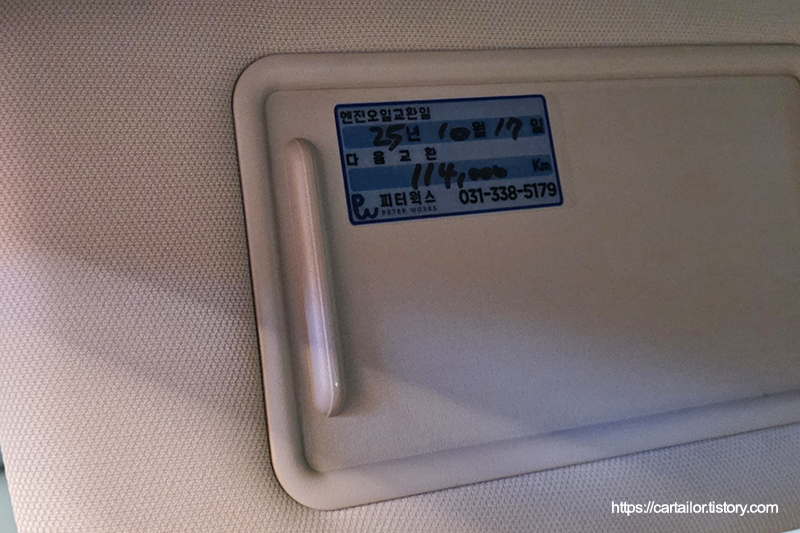 엔진오일교환일
25년 10월 17일
다음교환
114,000 Km
PW 피터웍스 031-338-5179
PETER WORKS
https://cartailor.tistory.com